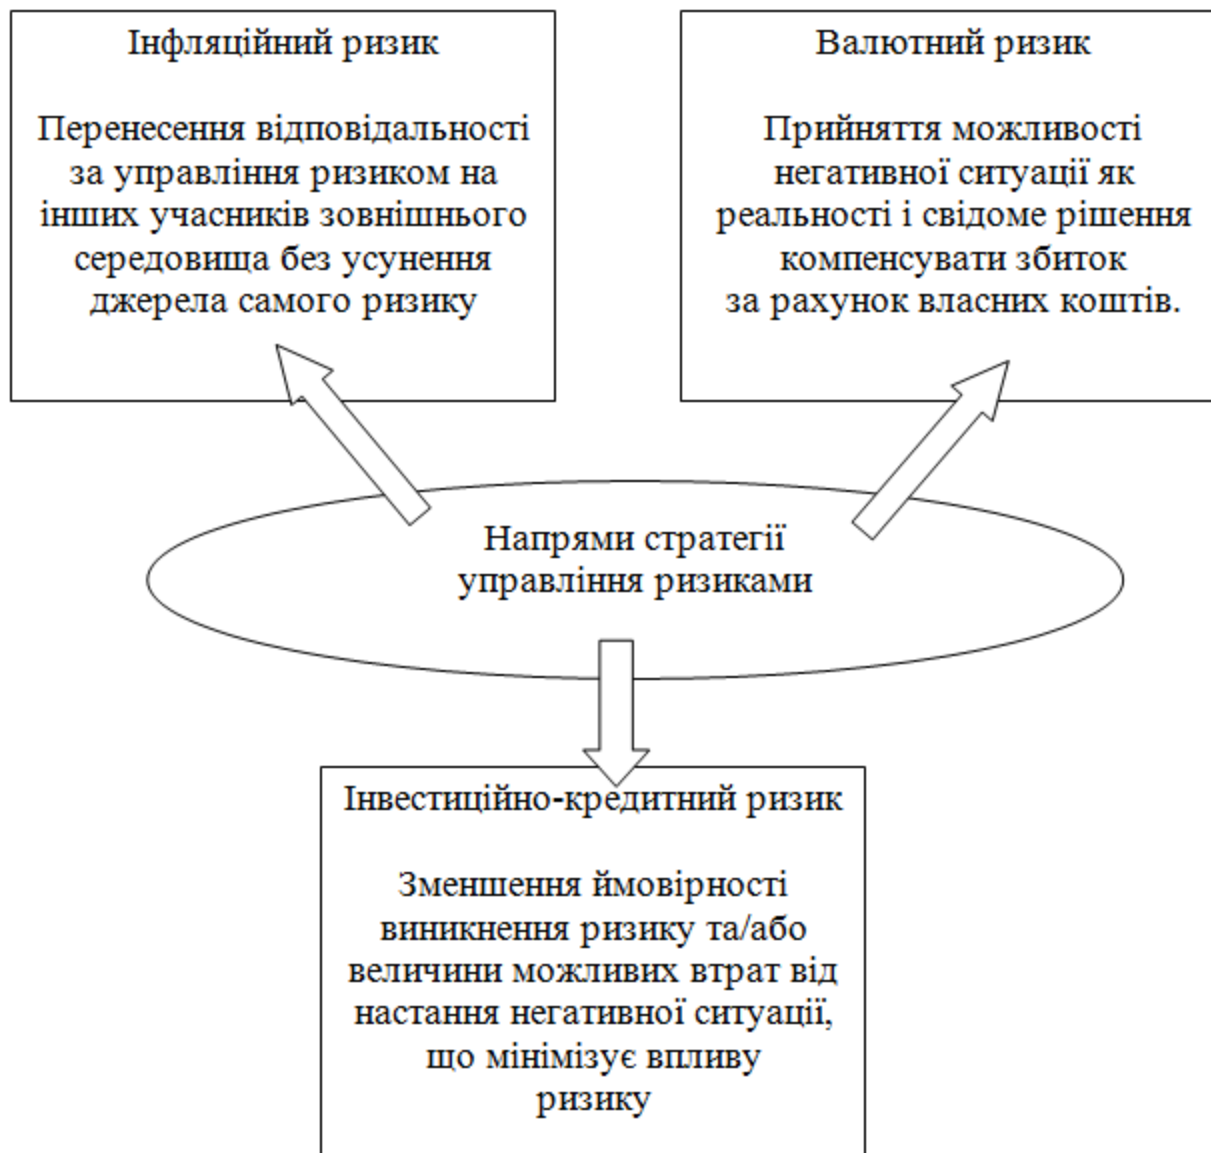 Інфляційний ризик
Перенесення відповідальності
за управління ризиком на
інших учасників зовнішнього
середовища без усунення
джерела самого ризику
Валютний ризик
Прийняття можливості
негативної ситуації як
реальності і свідоме рішення
компенсувати збиток
за рахунок власних коштів.
Напрями стратегії
управління ризиками
Інвестиційно-кредитний ризик
Зменшення ймовірності
виникнення ризику та/або
величини можливих втрат від
настання негативної ситуації,
що мінімізує впливу
ризику